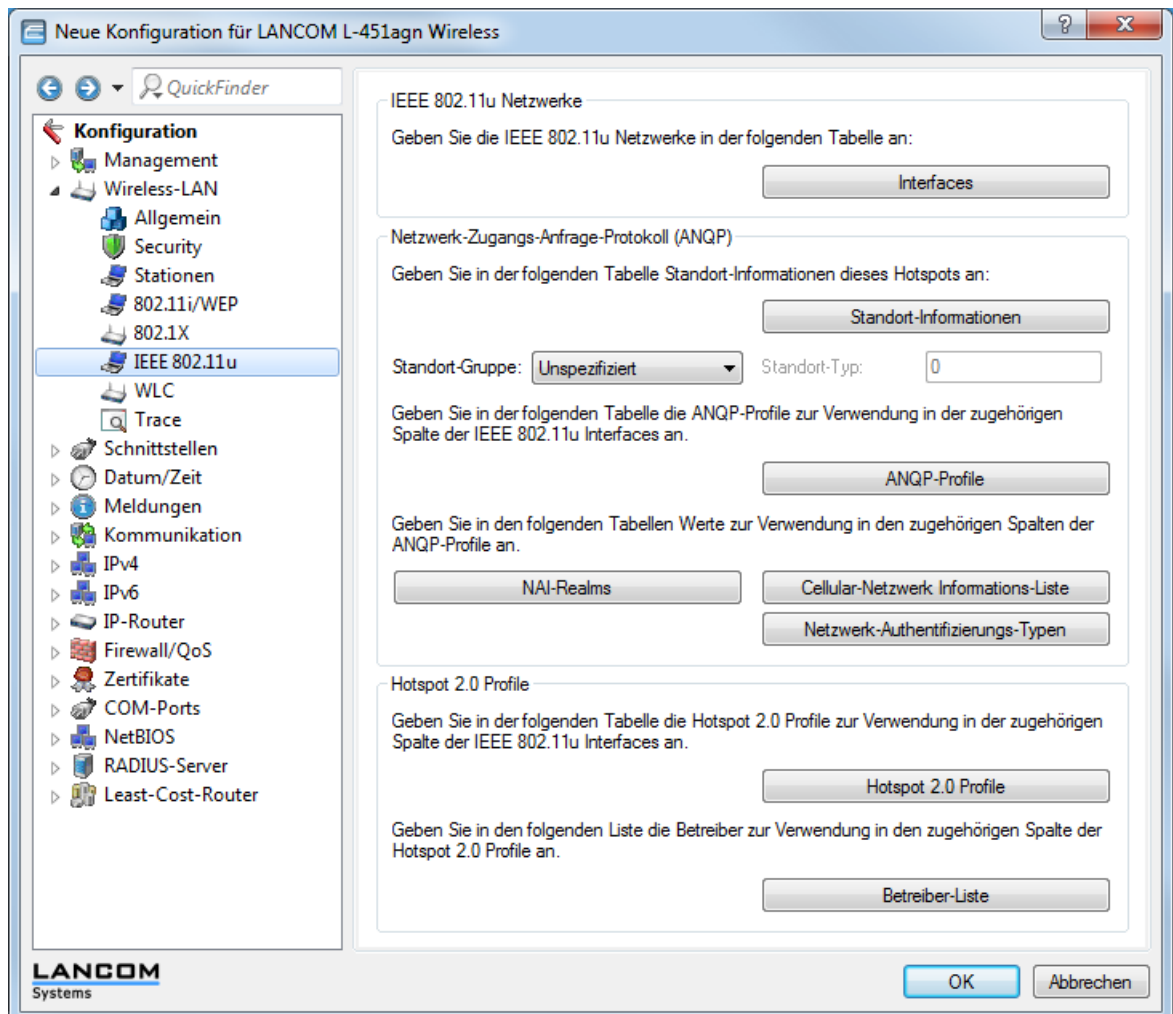 Neue Konfiguration für LANCOM L-451agn Wireless
QuickFinder
Konfiguration
Management
Wireless-LAN
Allgemein
Security
Stationen
802.11i/WEP
802.1X
IEEE 802.11u
WLC
Trace
Schnittstellen
Datum/Zeit
Meldungen
Kommunikation
IPv4
IPv6
IP-Router
Firewall/QoS
Zertifikate
COM-Ports
NetBIOS
RADIUS-Server
Least-Cost-Router
IEEE 802.11u Netzwerke
Geben Sie die IEEE 802.11u Netzwerke in der folgenden Tabelle an:
Interfaces
Netzwerk-Zugangs-Anfrage-Protokoll (ANQP)
Geben Sie in der folgenden Tabelle Standort-Informationen dieses Hotspots an:
Standort-Informationen
Standort-Gruppe: Unspezifiziert Standort-Typ: 0
Geben Sie in der folgenden Tabelle die ANQP-Profile zur Verwendung in der zugehörigen
Spalte der IEEE 802.11u Interfaces an.
ANQP-Profile
Geben Sie in den folgenden Tabellen Werte zur Verwendung in den zugehörigen Spalten der
ANQP-Profile an.
NAI-Realms Cellular-Netzwerk Informations-Liste
Netzwerk-Authentifizierungs-Typen
Hotspot 2.0 Profile
Geben Sie in der folgenden Tabelle die Hotspot 2.0 Profile zur Verwendung in der zugehörigen
Spalte der IEEE 802.11u Interfaces an.
Hotspot 2.0 Profile
Geben Sie in den folgenden Liste die Betreiber zur Verwendung in den zugehörigen Spalte der
Hotspot 2.0 Profile an.
Betreiber-Liste
LANCOM
Systems
OK Abbrechen